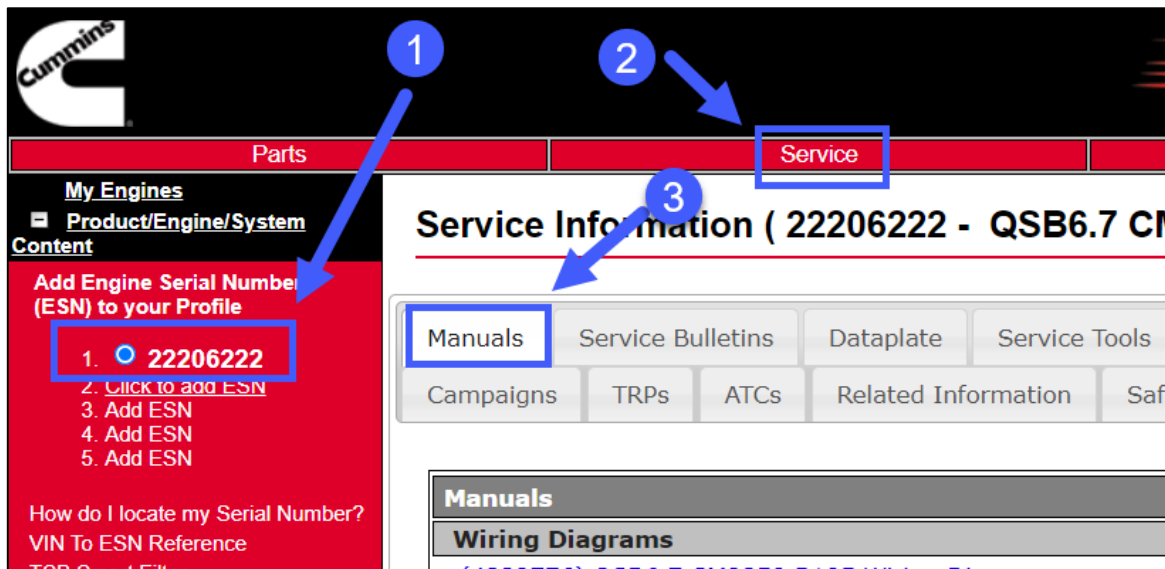 cummins
1
2
Parts
Service
My Engines
Product/Engine/System
Content
3
Service Information ( 22206222 - QSB6.7 CM
Add Engine Serial Number
(ESN) to your Profile
1. 22206222
2. Click to add ESN
3. Add ESN
4. Add ESN
5. Add ESN
Manuals Service Bulletins Dataplate Service Tools
Campaigns TRPs ATCs Related Information Saf
Manuals
Wiring Diagrams
How do I locate my Serial Number?
VIN To ESN Reference